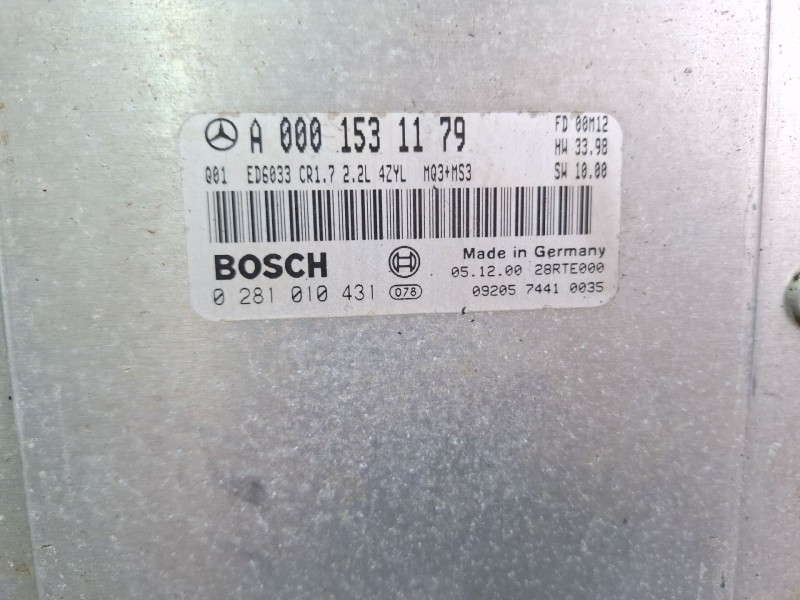 A 000 153 11 79
FD 00M12
HW 33.98
Q01 ED6033 CR1.7 2.2L 4ZYL MQ3+MS3
SW 10.00
BOSCH
Made in Germany
05.12.00 28RTE000
0 281 010 431 078
09205 7441 0035